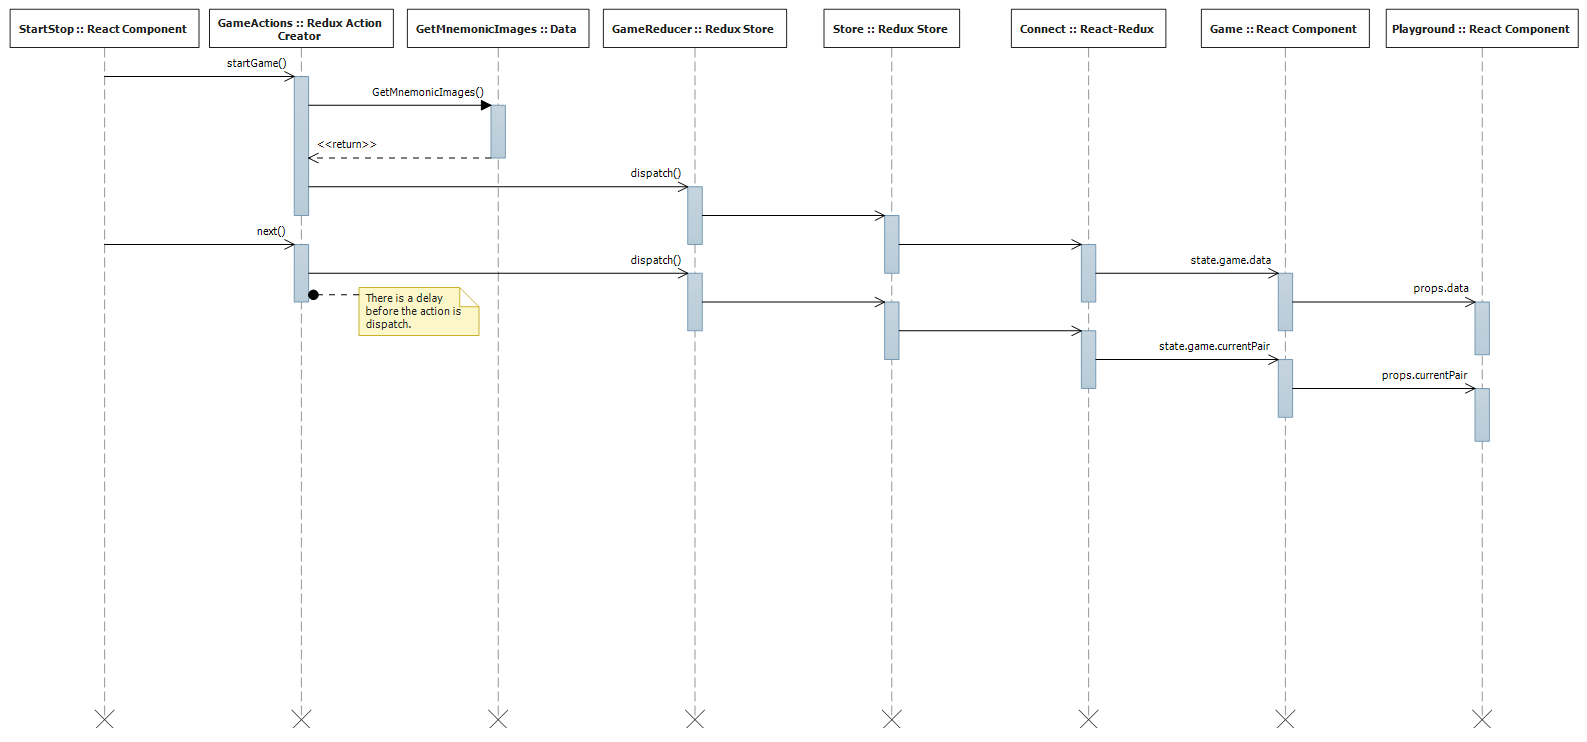 StartStop :: React Component
GameActions :: Redux Action
Creator
GetMnemonicImages :: Data
GameReducer :: Redux Store
Store :: Redux Store
Connect :: React-Redux
Game :: React Component
Playground :: React Component
startGame()
GetMnemonicImages()
<<return>>
dispatch()
next()
dispatch()
state.game.data
props.data
There is a delay
before the action is
dispatch.
state.game.currentPair
props.currentPair